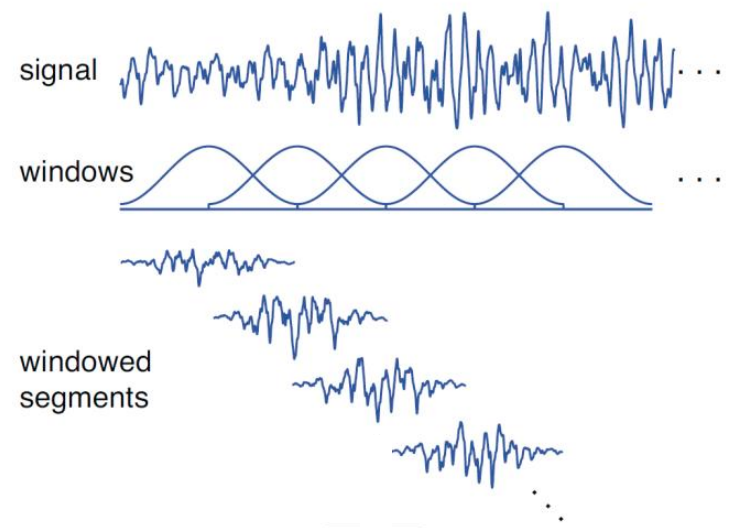 signal
. . .
windows
. . .
windowed
segments